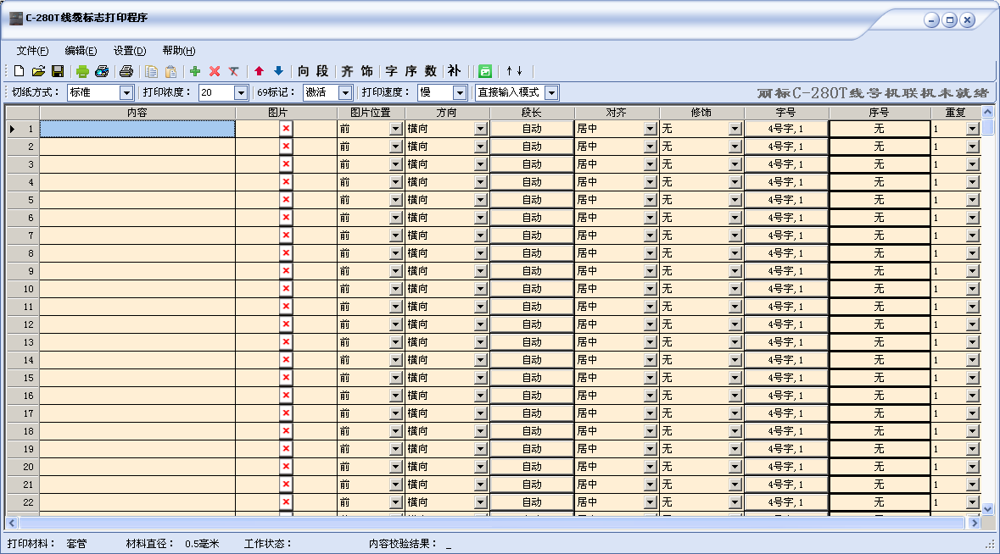 C-280T线缆标志打印程序
文件(F) 编辑(E) 设置(D) 帮助(H)
向 段 齐 饰 字 序 数 补
切纸方式： 标准 打印浓度： 20 69标记： 激活 打印速度： 慢 直接输入模式 丽标C-280T线号机联机未就绪
内容 图片 图片位置 方向 段长 对齐 修饰 字号 序号 重复
1 前 横向 自动 居中 无 4号字,1 无 1
2 前 横向 自动 居中 无 4号字,1 无 1
3 前 横向 自动 居中 无 4号字,1 无 1
4 前 横向 自动 居中 无 4号字,1 无 1
5 前 横向 自动 居中 无 4号字,1 无 1
6 前 横向 自动 居中 无 4号字,1 无 1
7 前 横向 自动 居中 无 4号字,1 无 1
8 前 横向 自动 居中 无 4号字,1 无 1
9 前 横向 自动 居中 无 4号字,1 无 1
10 前 横向 自动 居中 无 4号字,1 无 1
11 前 横向 自动 居中 无 4号字,1 无 1
12 前 横向 自动 居中 无 4号字,1 无 1
13 前 横向 自动 居中 无 4号字,1 无 1
14 前 横向 自动 居中 无 4号字,1 无 1
15 前 横向 自动 居中 无 4号字,1 无 1
16 前 横向 自动 居中 无 4号字,1 无 1
17 前 横向 自动 居中 无 4号字,1 无 1
18 前 横向 自动 居中 无 4号字,1 无 1
19 前 横向 自动 居中 无 4号字,1 无 1
20 前 横向 自动 居中 无 4号字,1 无 1
21 前 横向 自动 居中 无 4号字,1 无 1
22 前 横向 自动 居中 无 4号字,1 无 1
打印材料： 套管 材料直径： 0.5毫米 工作状态： 内容校验结果： _